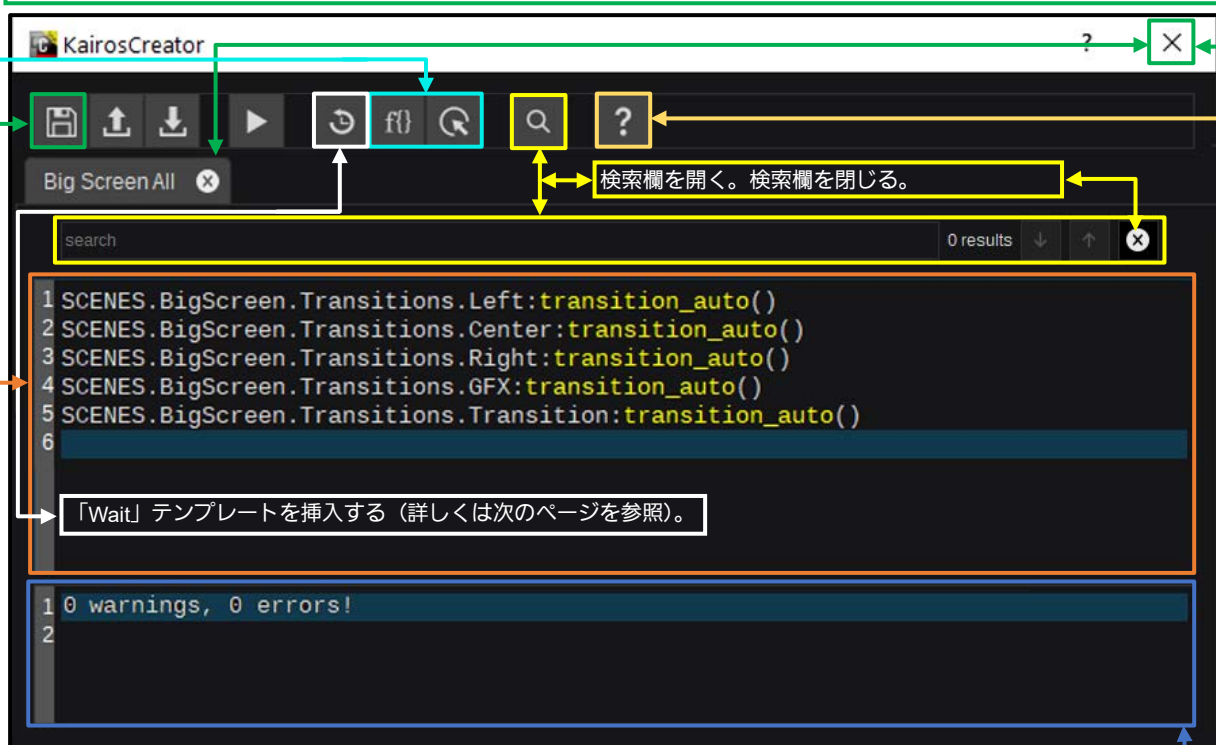 KairosCreator ?
f{} ?
Big Screen All
検索欄を開く。検索欄を閉じる。
search 0 results
1 SCENES.BigScreen.Transitions.Left:transition_auto()
2 SCENES.BigScreen.Transitions.Center:transition_auto()
3 SCENES.BigScreen.Transitions.Right:transition_auto()
4 SCENES.BigScreen.Transitions.GFX:transition_auto()
5 SCENES.BigScreen.Transitions.Transition:transition_auto()
6
「Wait」テンプレートを挿入する（詳しくは次のページを参照）。
1 0 warnings, 0 errors!
2